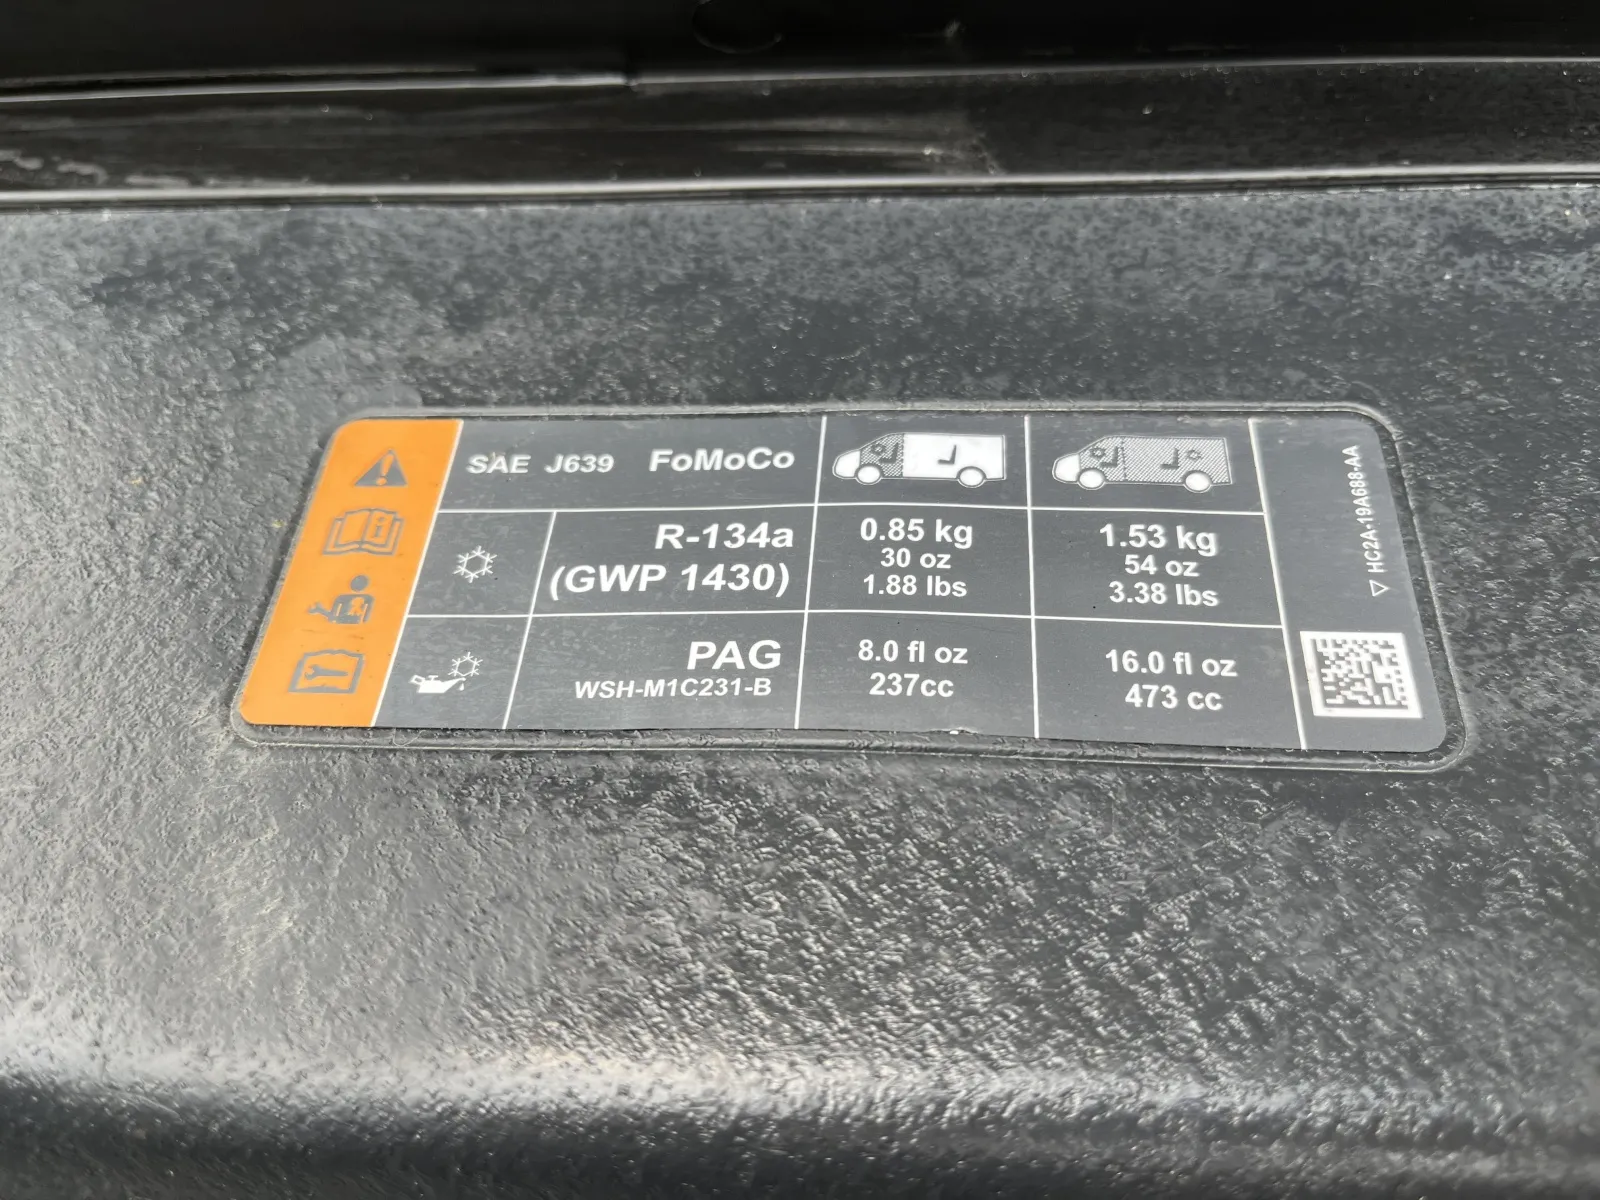 SAE J639 FoMoCo
R-134a
(GWP 1430)
0.85 kg
30 oz
1.88 lbs
1.53 kg
54 oz
3.38 lbs
PAG
WSH-M1C231-B
8.0 fl oz
237cc
16.0 fl oz
473 cc
HC2A-19A688-AA